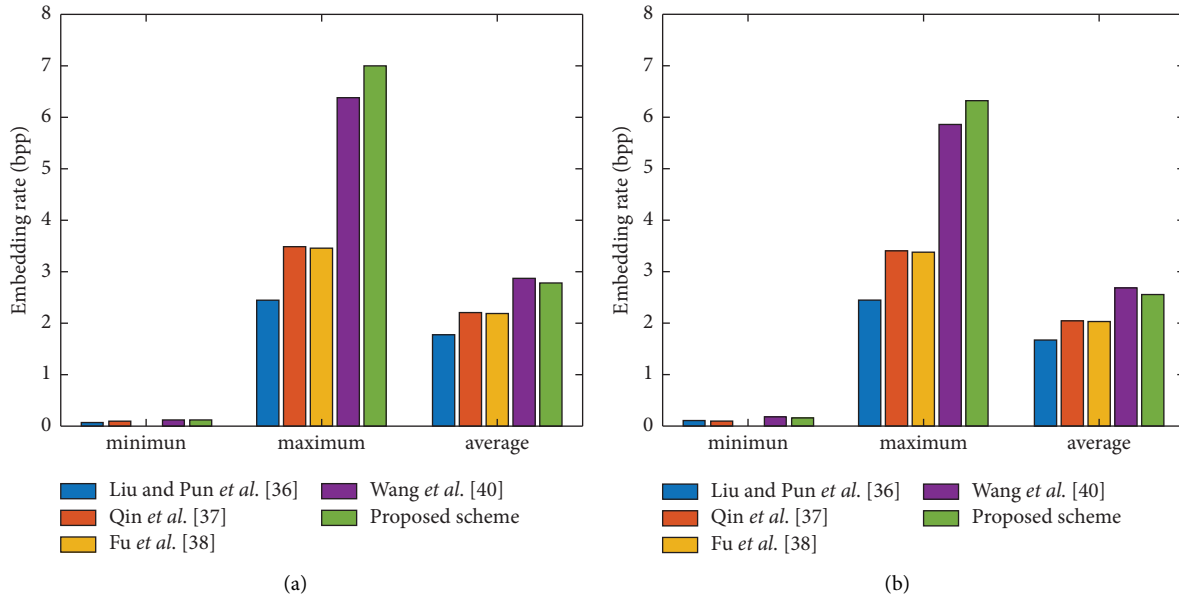 8
7
6
5
4
3
2
1
0
Embedding rate (bpp)
minimun maximum average
Liu and Pun et al. [36]
Qin et al. [37]
Fu et al. [38]
Wang et al. [40]
Proposed scheme
(a)
8
7
6
5
4
3
2
1
0
Embedding rate (bpp)
minimun maximum average
Liu and Pun et al. [36]
Qin et al. [37]
Fu et al. [38]
Wang et al. [40]
Proposed scheme
(b)